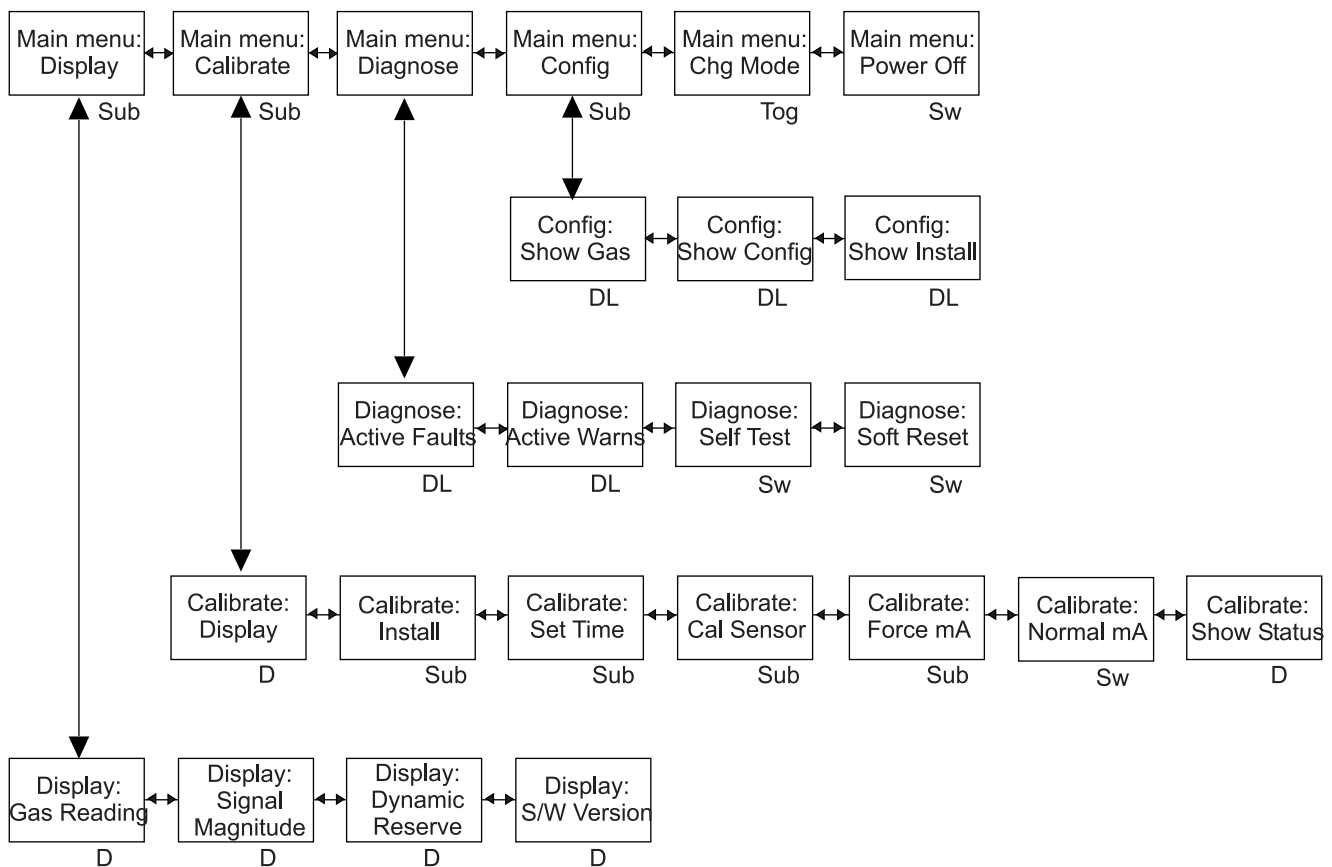 Main menu:
Display
Main menu:
Calibrate
Main menu:
Diagnose
Main menu:
Config
Main menu:
Chg Mode
Main menu:
Power Off
Sub
Sub
Sub
Tog
Sw
Config:
Show Gas
Config:
Show Config
Config:
Show Install
DL
DL
DL
Diagnose:
Active Faults
Diagnose:
Active Warns
Diagnose:
Self Test
Diagnose:
Soft Reset
DL
DL
Sw
Sw
Calibrate:
Display
Calibrate:
Install
Calibrate:
Set Time
Calibrate:
Cal Sensor
Calibrate:
Force mA
Calibrate:
Normal mA
Calibrate:
Show Status
D
Sub
Sub
Sub
Sub
Sw
D
Display:
Gas Reading
Display:
Signal
Magnitude
Display:
Dynamic
Reserve
Display:
S/W Version
D
D
D
D